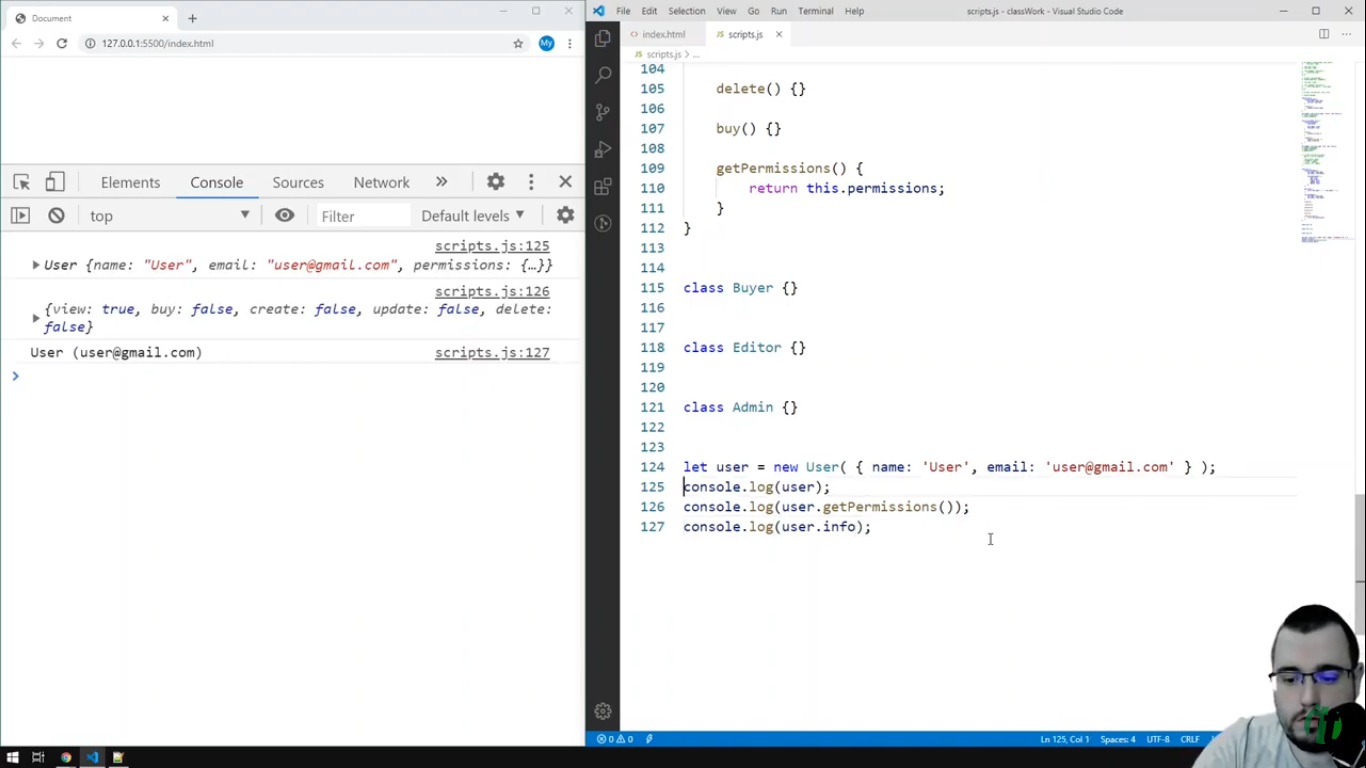 Document
127.0.0.1:5500/index.html
My
Elements
Console
Sources
Network
top
Filter
Default levels
scripts.js:125
User {name: "User", email: "user@gmail.com", permissions: {…}}
scripts.js:126
{view: true, buy: false, create: false, update: false, delete:
false}
User (user@gmail.com)
scripts.js:127
File Edit Selection View Go Run Terminal Help
scripts.js - classWork - Visual Studio Code
index.html
JS scripts.js
JS scripts.js > ...
104
105 delete() {}
106
107 buy() {}
108
109 getPermissions() {
110 return this.permissions;
111 }
112 }
113
114
115 class Buyer {}
116
117
118 class Editor {}
119
120
121 class Admin {}
122
123
124 let user = new User( { name: 'User', email: 'user@gmail.com' } );
125 console.log(user);
126 console.log(user.getPermissions());
127 console.log(user.info);
0 0
Ln 125, Col 1 Spaces: 4 UTF-8 CRLF